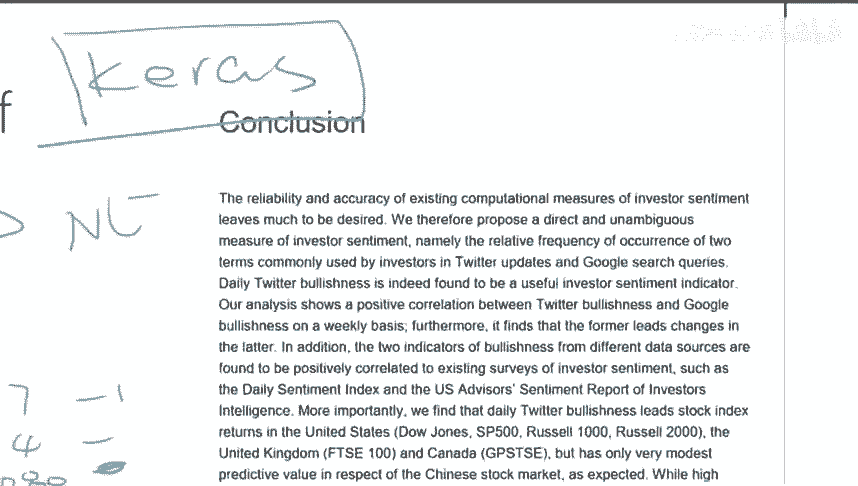 Keras
f
Conclusion
The reliability and accuracy of existing computational measures of investor sentiment
leaves much to be desired. We therefore propose a direct and unambiguous
measure of investor sentiment, namely the relative frequency of occurrence of two
terms commonly used by investors in Twitter updates and Google search queries.
Daily Twitter bullishness is indeed found to be a useful investor sentiment indicator.
Our analysis shows a positive correlation between Twitter bullishness and Google
bullishness on a weekly basis; furthermore, it finds that the former leads changes in
the latter. In addition, the two indicators of bullishness from different data sources are
found to be positively correlated to existing surveys of investor sentiment, such as
the Daily Sentiment Index and the US Advisors' Sentiment Report of Investors
Intelligence. More importantly, we find that daily Twitter bullishness leads stock index
returns in the United States (Dow Jones, SP500, Russell 1000, Russell 2000), the
United Kingdom (FTSE 100) and Canada (GPSTSE), but has only very modest
predictive value in respect of the Chinese stock market, as expected. While high
7 -1
4 -